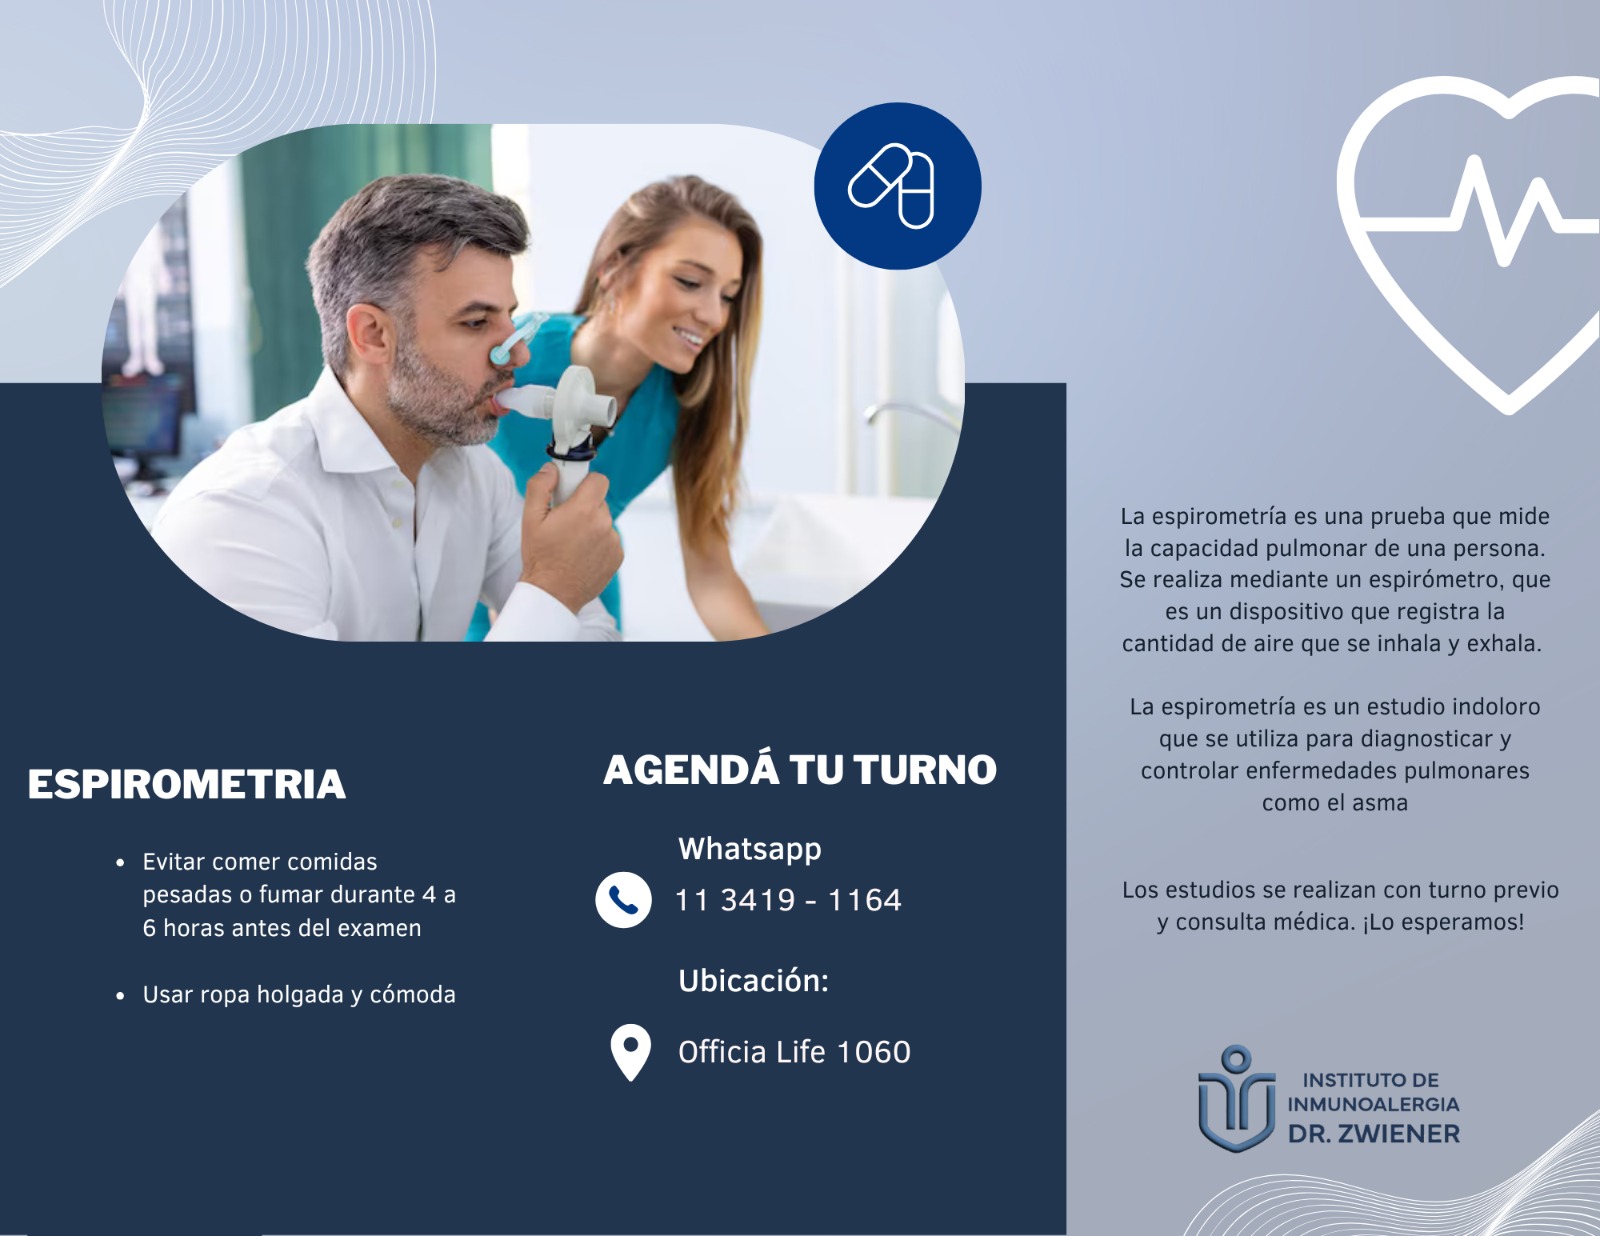 ESPIROMETRIA
Evitar comer comidas
pesadas o fumar durante 4 a
6 horas antes del examen
Usar ropa holgada y cómoda
AGENDÁ TU TURNO
Whatsapp
11 3419 - 1164
Ubicación:
Officia Life 1060
La espirometría es una prueba que mide
la capacidad pulmonar de una persona.
Se realiza mediante un espirómetro, que
es un dispositivo que registra la
cantidad de aire que se inhala y exhala.
La espirometría es un estudio indoloro
que se utiliza para diagnosticar y
controlar enfermedades pulmonares
como el asma
Los estudios se realizan con turno previo
y consulta médica. ¡Lo esperamos!
INSTITUTO DE
INMUNOALERGIA
DR. ZWIENER